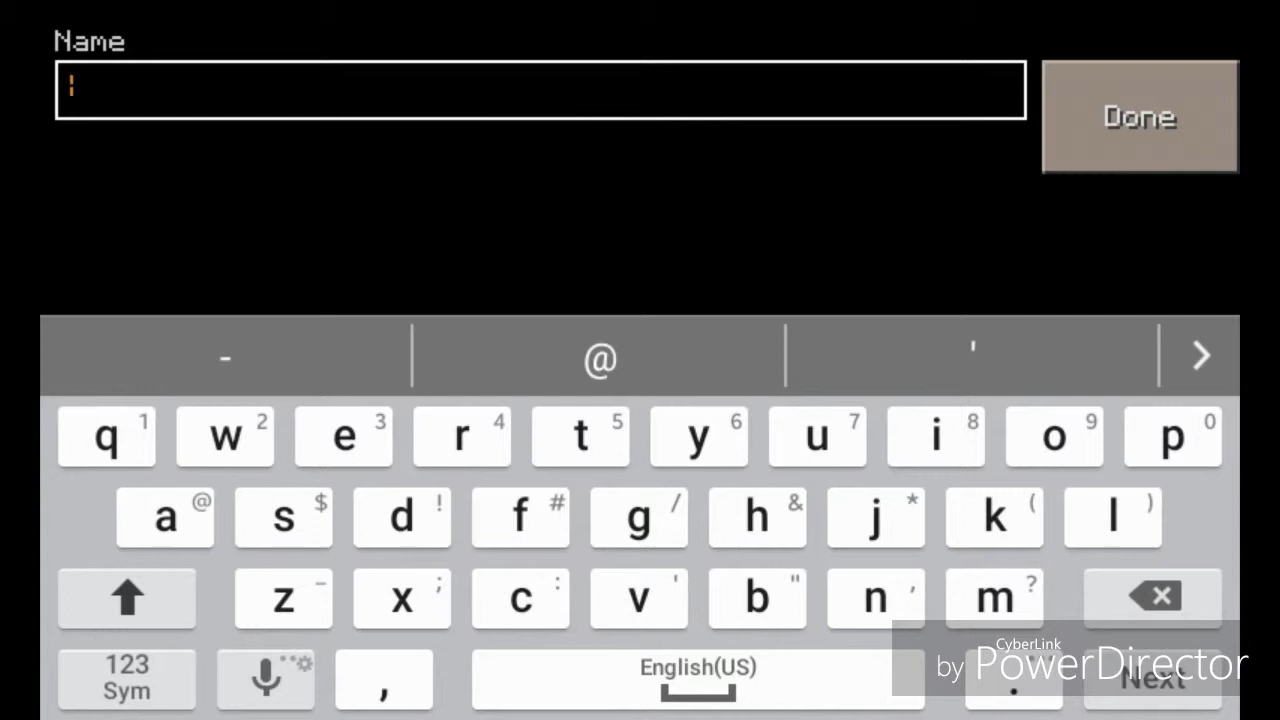 Name
Done
- @ '
q 1 w 2 e 3 r 4 t 5 y 6 u 7 i 8 o 9 p 0
a @ s $ d ! f # g / h & j * k ( l )
z - x ; c : v ' b " n , m ?
123
Sym
, English(US) . Next
CyberLink
by PowerDirector